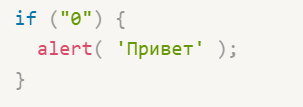 if ("0") {
  alert( 'Привет' );
}